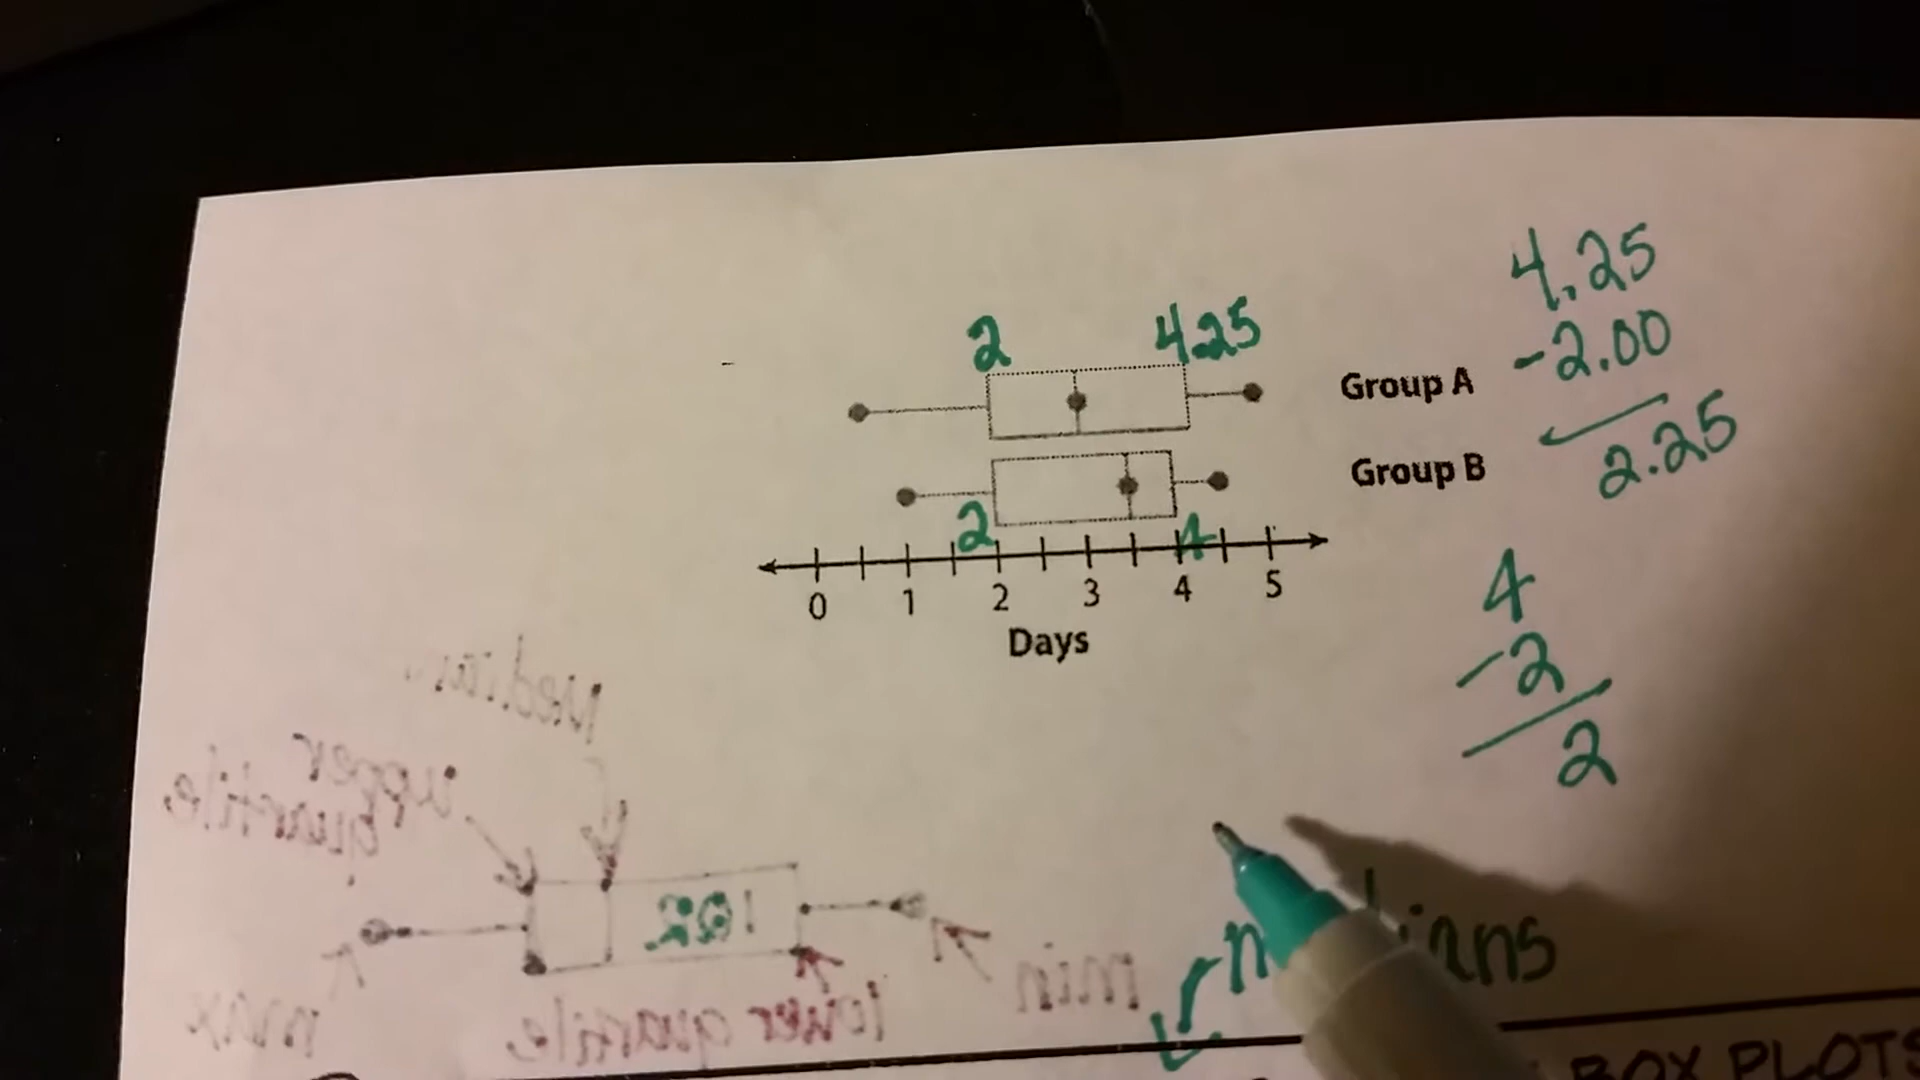 2 4.25
Group A
Group B
2 4
0 1 2 3 4 5
Days
4.25
-2.00
2.25
4
-2
2
upper
quartile
IQR
max
lower quartile
min
BOX PLOTS